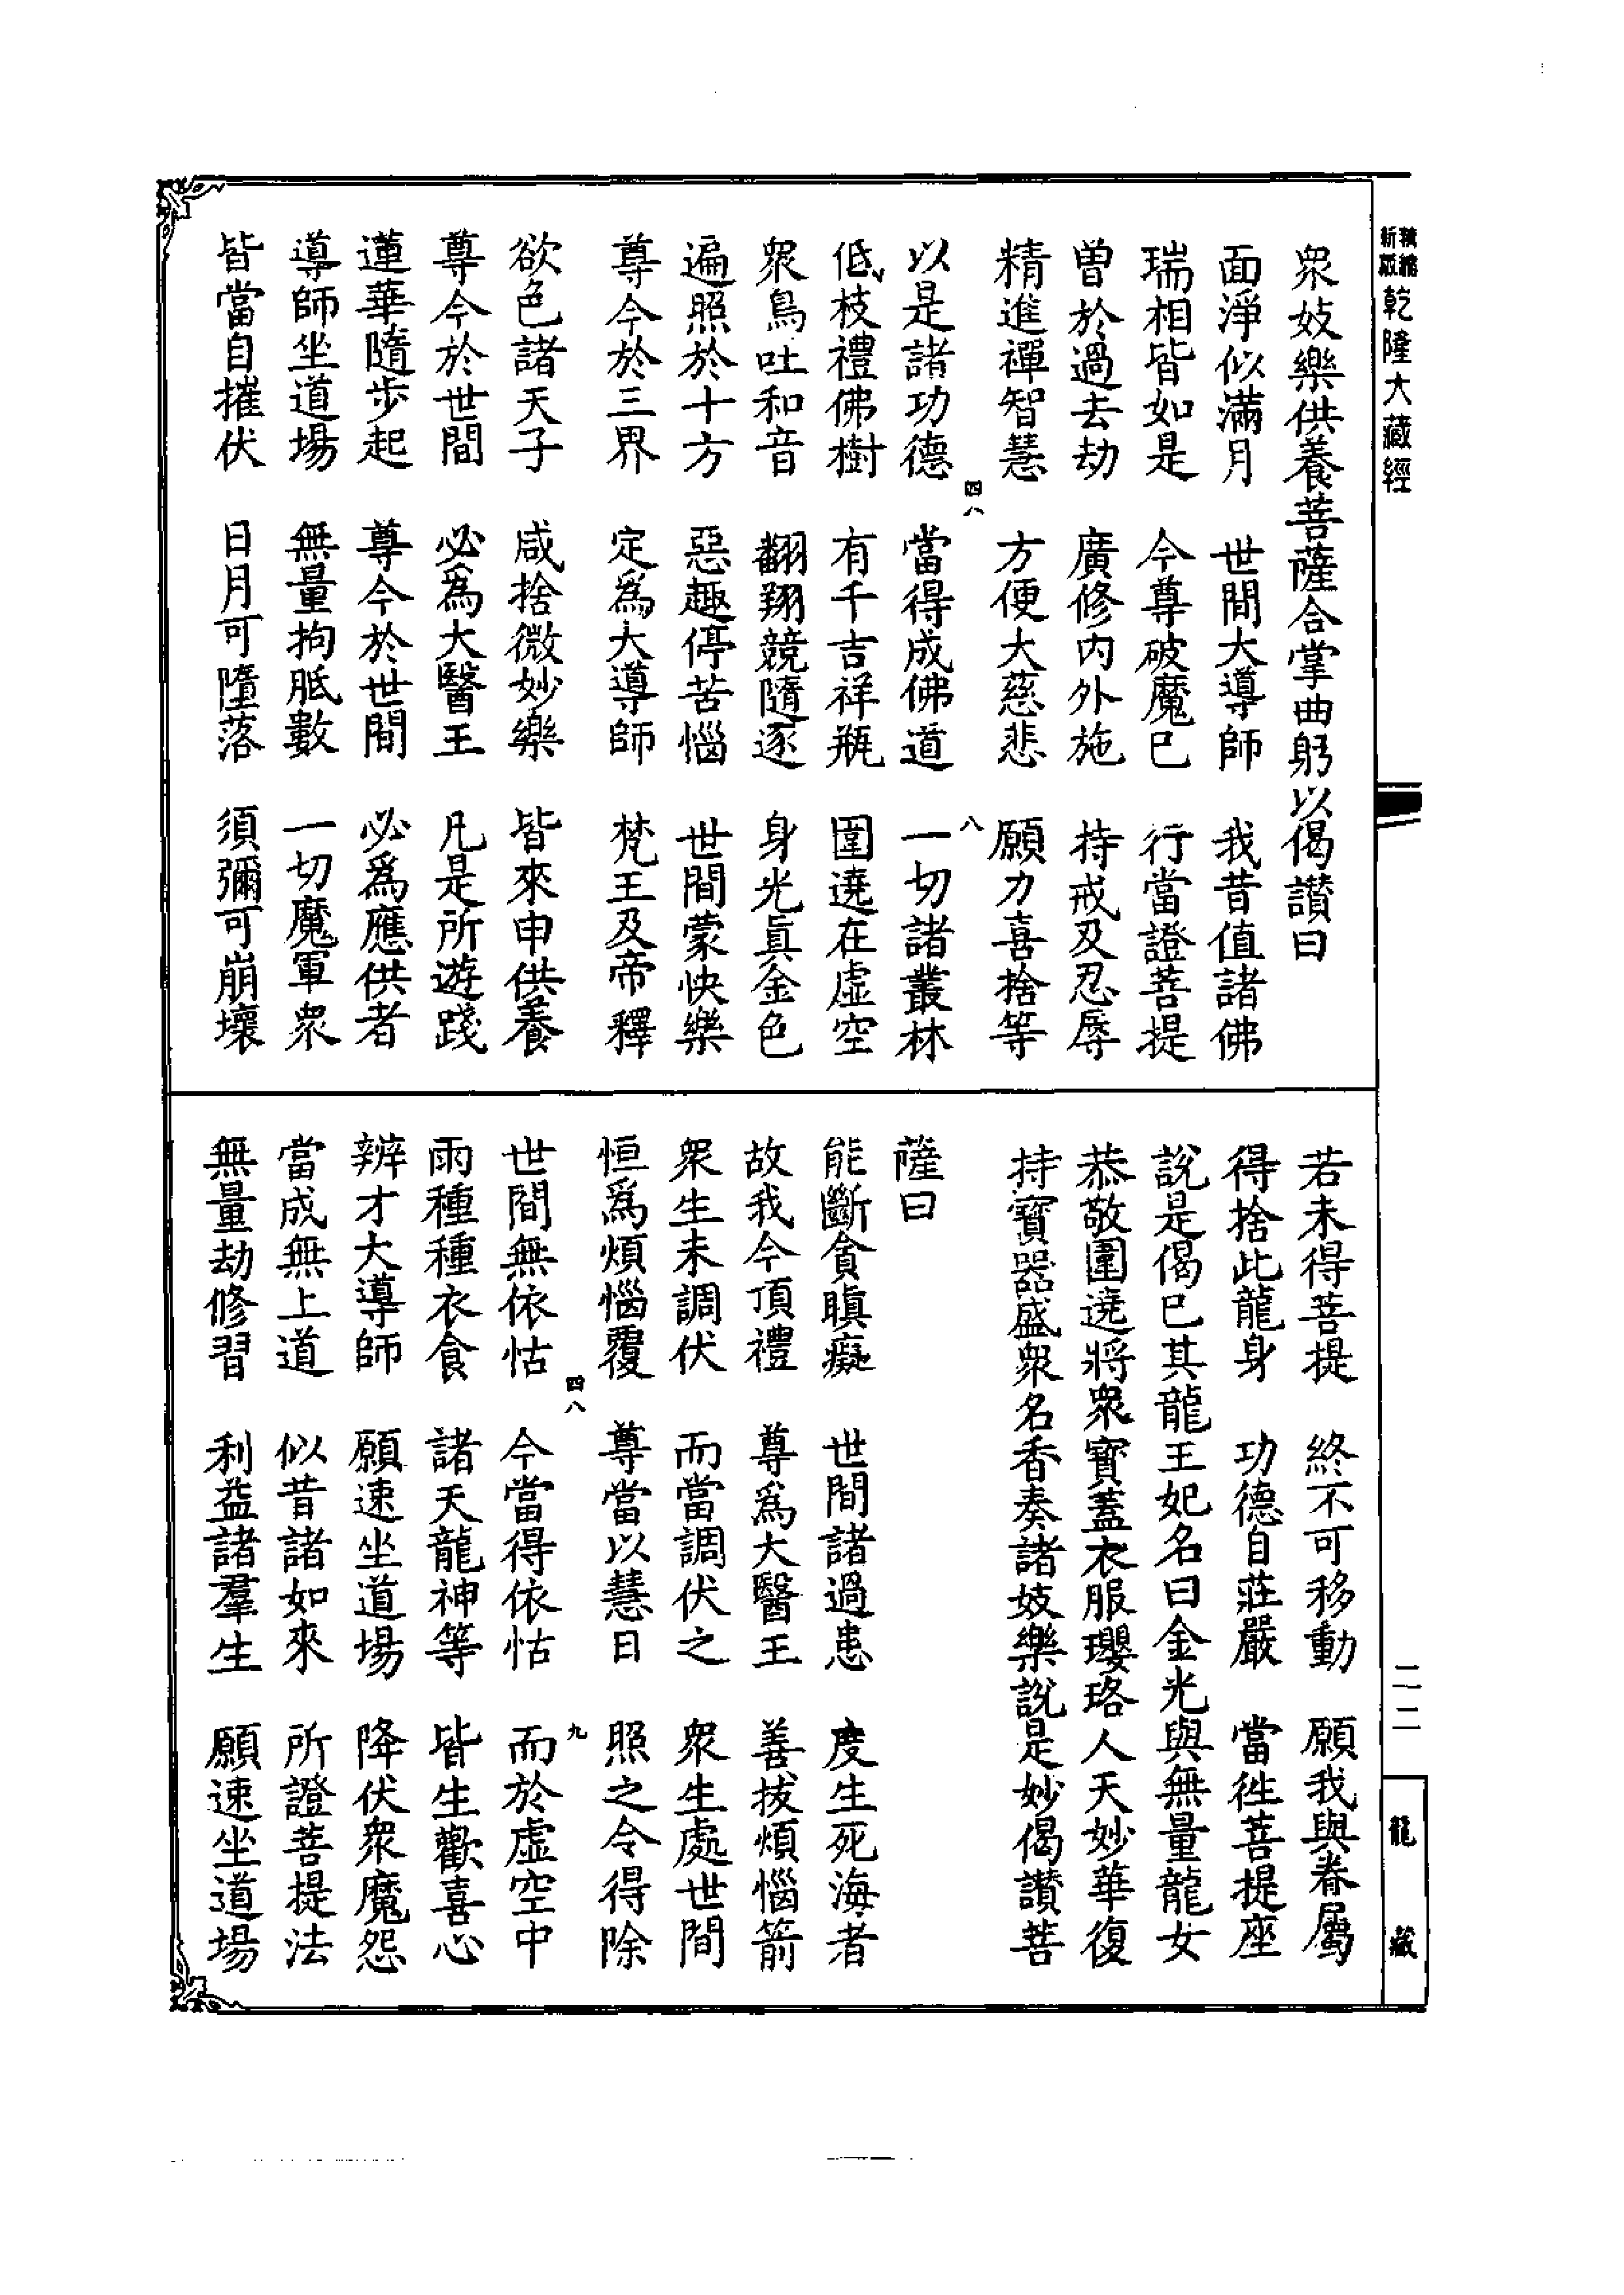 新版 精縮 乾隆大藏經
衆妓樂供養菩薩合掌曲躬以偈讃曰
面淨似滿月 世間大導師 我昔值諸佛
瑞相皆如是 今尊破魔已 行當證菩提
曾於過去劫 廣修内外施 持戒及忍辱
精進禪智慧 方便大慈悲 願力喜捨等
四八 八
以是諸功德 當得成佛道 一切諸叢林
低枝禮佛樹 有千吉祥瓶 圍遶在虛空
衆鳥吐和音 翻翔競隨逐 身光眞金色
遍照於十方 惡趣停苦惱 世間蒙快樂
尊今於三界 定爲大導師 梵王及帝釋
欲色諸天子 咸捨微妙樂 皆來申供養
尊今於世間 必爲大醫王 凡是所遊踐
蓮華隨步起 尊今於世間 必爲應供者
導師坐道場 無量拘胝數 一切魔軍衆
皆當自摧伏 日月可墮落 須彌可崩壞
若未得菩提 終不可移動 願我與眷屬
得捨此龍身 功德自莊嚴 當徃菩提座
說是偈已其龍王妃名曰金光與無量龍女
恭敬圍遶將衆寶蓋衣服瓔珞人天妙華復
持寶器盛衆名香奏諸妓樂說是妙偈讃菩
薩曰
能斷貪瞋癡 世間諸過患 度生死海者
故我今頂禮 尊爲大醫王 善拔煩惱箭
衆生未調伏 而當調伏之 衆生處世間
恒爲煩惱覆 尊當以慧日 照之令得除
四八 九
世間無依怙 今當得依怙 而於虛空中
雨種種衣食 諸天龍神等 皆生歡喜心
辨才大導師 願速坐道場 降伏衆魔怨
當成無上道 似昔諸如來 所證菩提法
無量劫修習 利益諸羣生 願速坐道場
二二
龍藏